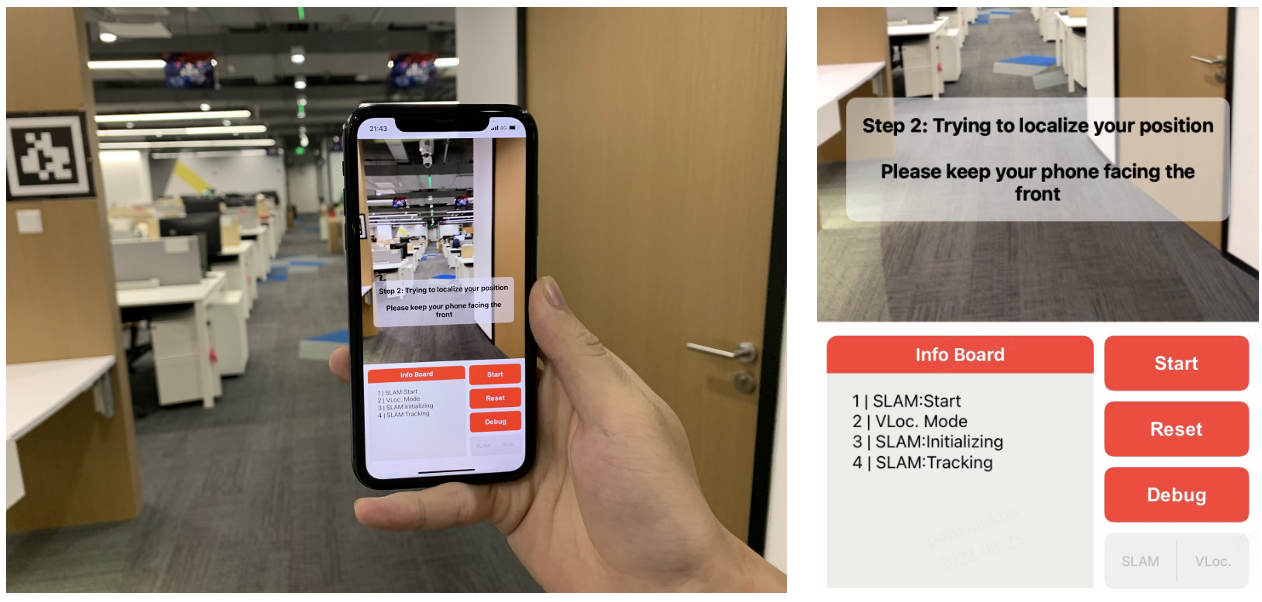 21:43
4G
Step 2: Trying to localize your position
Please keep your phone facing the
front
Info Board
1 | SLAM:Start
2 | VLoc. Mode
3 | SLAM:Initializing
4 | SLAM:Tracking
Start
Reset
Debug
SLAM
VLoc.
Step 2: Trying to localize your position
Please keep your phone facing the
front
Info Board
1 | SLAM:Start
2 | VLoc. Mode
3 | SLAM:Initializing
4 | SLAM:Tracking
Start
Reset
Debug
SLAM
VLoc.